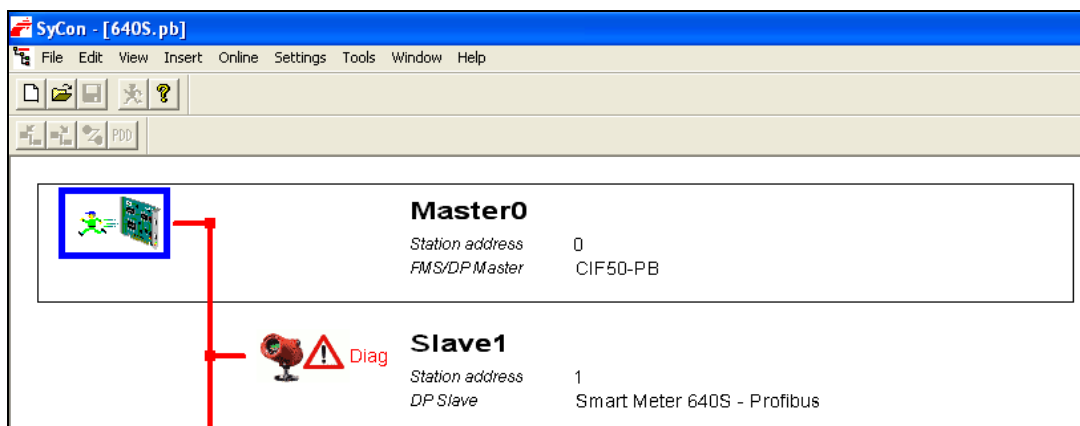 SyCon - [640S.pb]
File Edit View Insert Online Settings Tools Window Help
PDD
Master0
Station address 0
FMS/DP Master CIF50-PB
Diag
Slave1
Station address 1
DP Slave Smart Meter 640S - Profibus